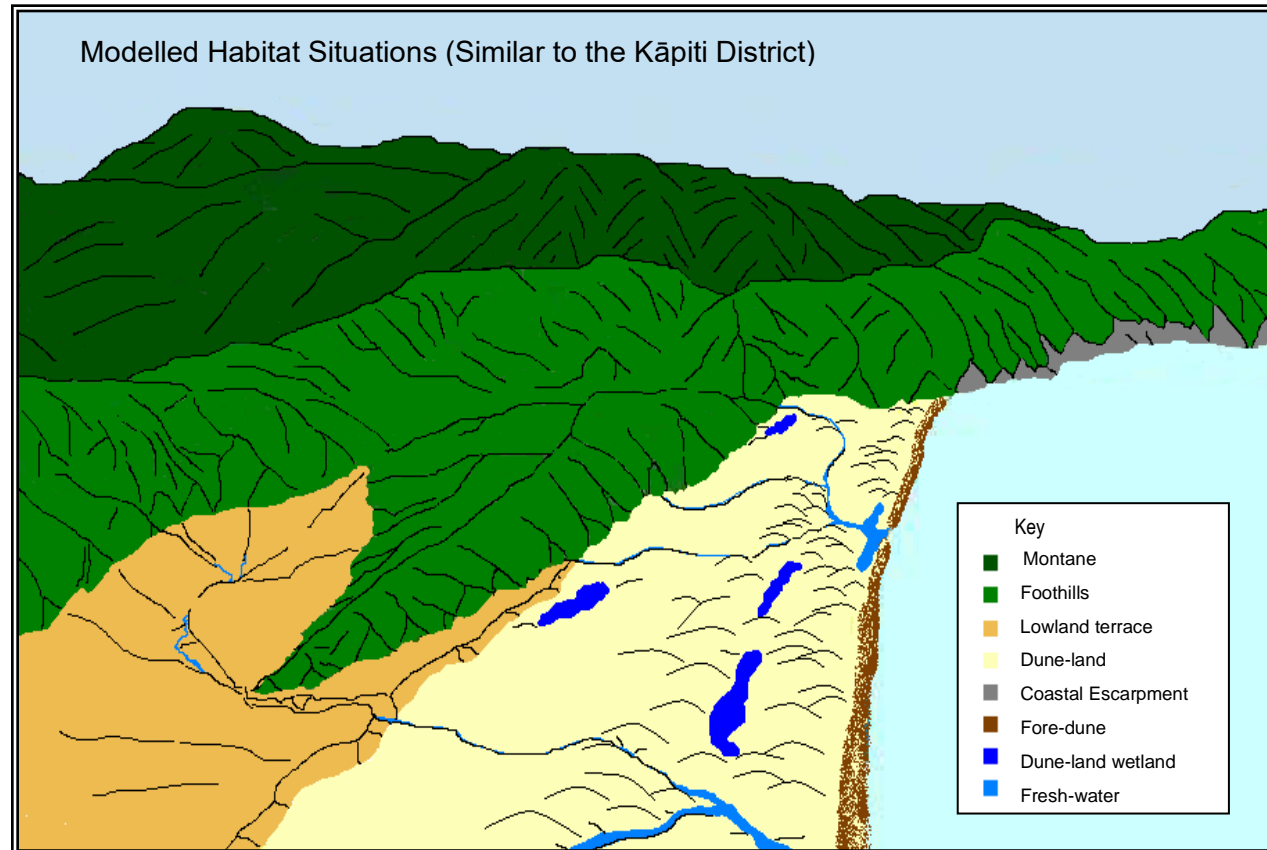 Modelled Habitat Situations (Similar to the Kāpiti District)
Key
Montane
Foothills
Lowland terrace
Dune-land
Coastal Escarpment
Fore-dune
Dune-land wetland
Fresh-water